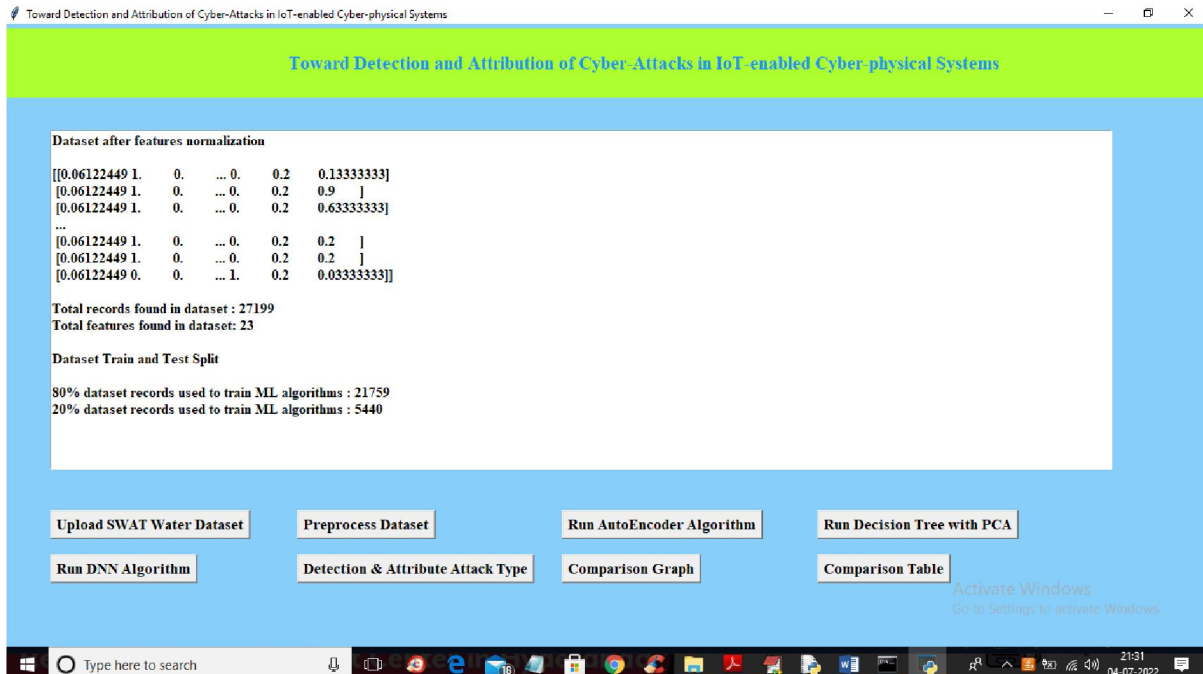 Toward Detection and Attribution of Cyber-Attacks in IoT-enabled Cyber-physical Systems
Toward Detection and Attribution of Cyber-Attacks in IoT-enabled Cyber-physical Systems
Dataset after features normalization
[[0.06122449 1. 0. ... 0. 0.2 0.13333333]
[0.06122449 1. 0. ... 0. 0.2 0.9 ]
[0.06122449 1. 0. ... 0. 0.2 0.63333333]
...
[0.06122449 1. 0. ... 0. 0.2 0.2 ]
[0.06122449 1. 0. ... 0. 0.2 0.2 ]
[0.06122449 0. 0. ... 1. 0.2 0.03333333]]
Total records found in dataset : 27199
Total features found in dataset: 23
Dataset Train and Test Split
80% dataset records used to train ML algorithms : 21759
20% dataset records used to train ML algorithms : 5440
Upload SWAT Water Dataset Preprocess Dataset Run AutoEncoder Algorithm Run Decision Tree with PCA
Run DNN Algorithm Detection & Attribute Attack Type Comparison Graph Comparison Table
Activate Windows
Go to Settings to activate Windows.
Type here to search
18
21:31
04-07-2022